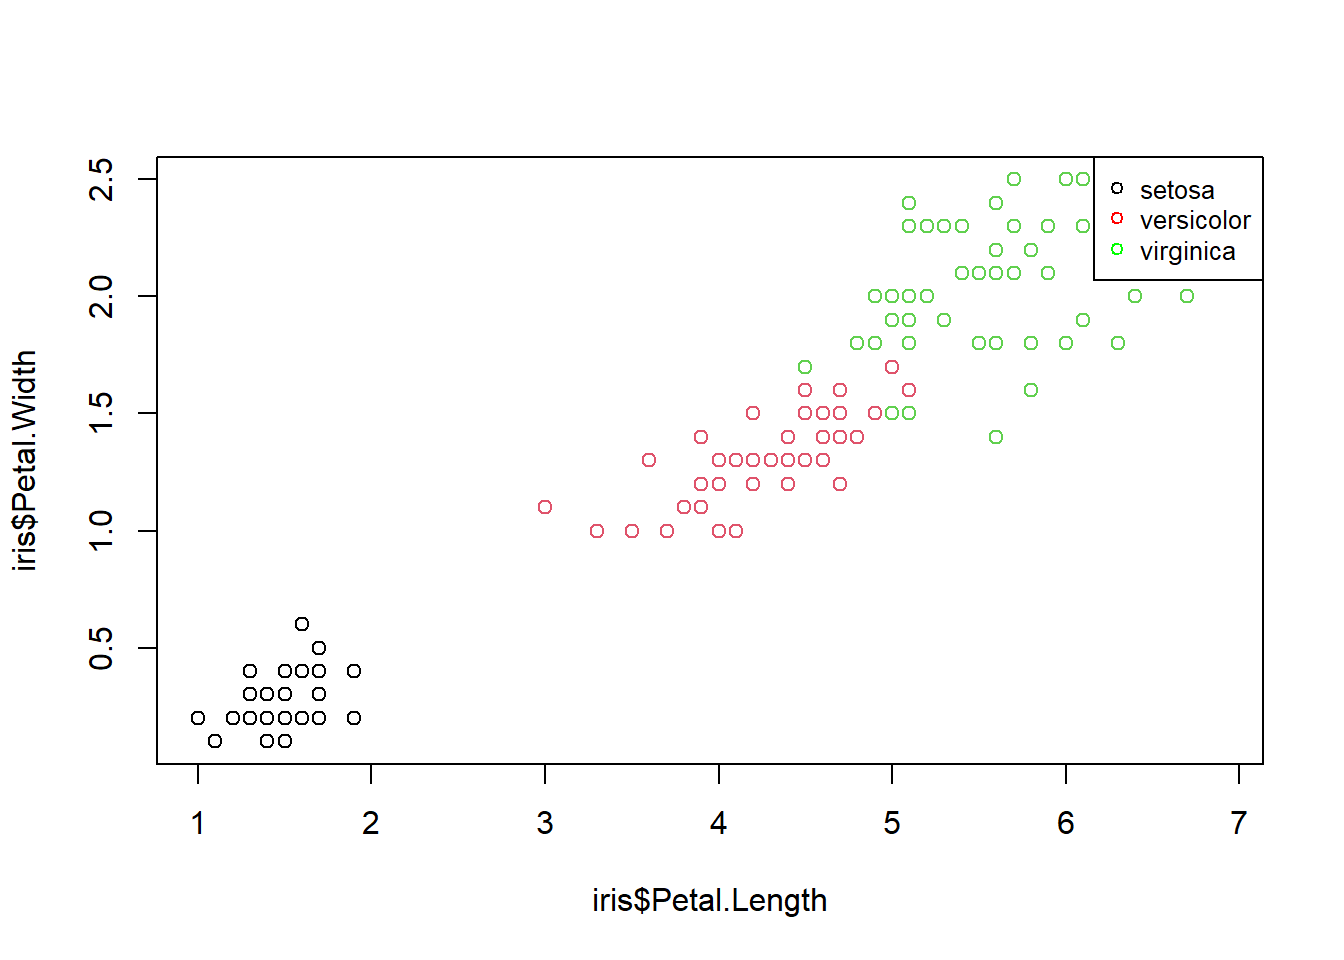 setosa
versicolor
virginica
2.5
2.0
1.5
1.0
0.5
iris$Petal.Width
1 2 3 4 5 6 7
iris$Petal.Length